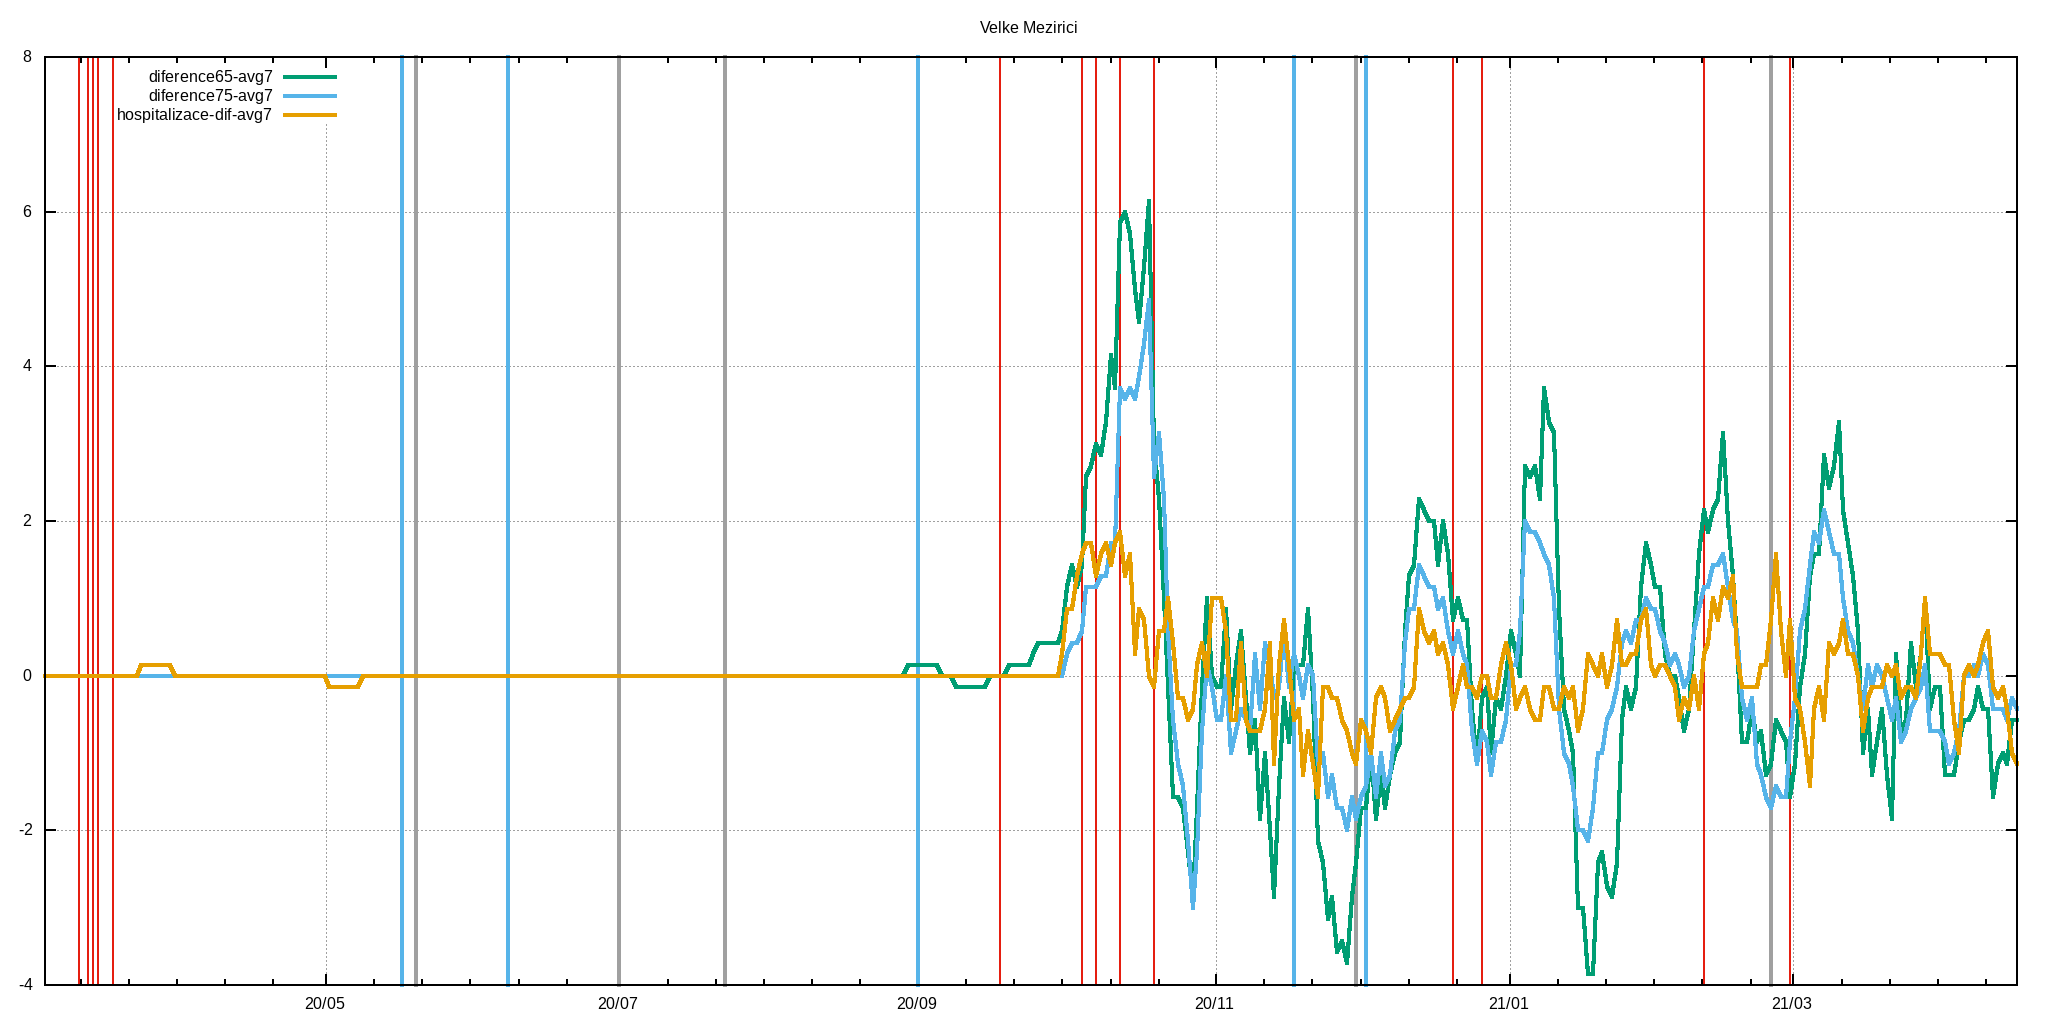 Velke Mezirici
8
diference65-avg7
diference75-avg7
hospitalizace-dif-avg7
6
4
2
0
-2
-4
20/05 20/07 20/09 20/11 21/01 21/03